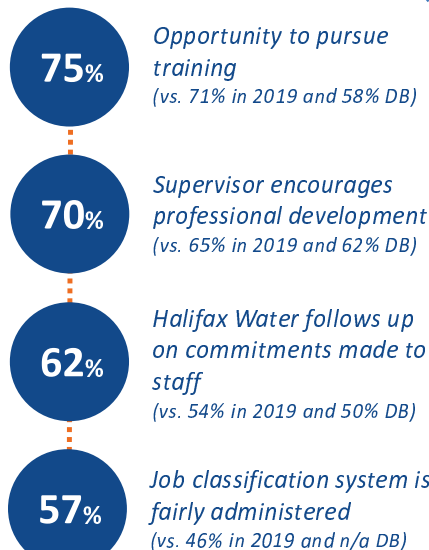 75%
Opportunity to pursue
training
(vs. 71% in 2019 and 58% DB)
70%
Supervisor encourages
professional development
(vs. 65% in 2019 and 62% DB)
62%
Halifax Water follows up
on commitments made to
staff
(vs. 54% in 2019 and 50% DB)
57%
Job classification system is
fairly administered
(vs. 46% in 2019 and n/a DB)